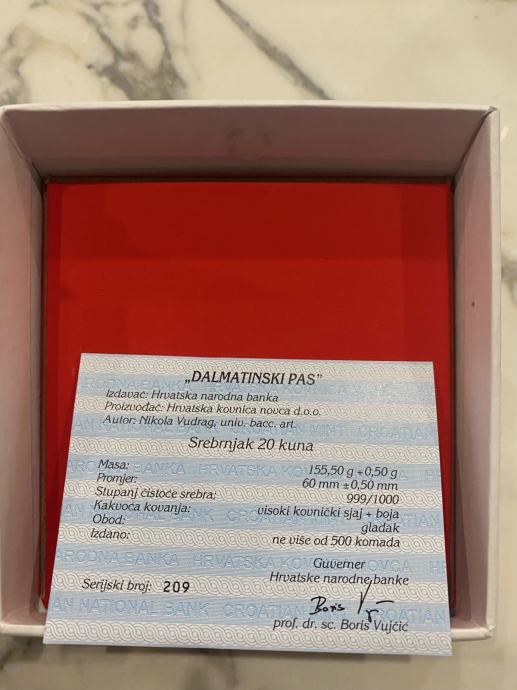 „DALMATINSKI PAS”
Izdavač: Hrvatska narodna banka
Proizvođač: Hrvatska kovnica novca d.o.o.
Autor: Nikola Vudrag, univ. bacc. art.
Srebrnjak 20 kuna
Masa: 155,50 g +0,50 g
Promjer: 60 mm ±0,50 mm
Stupanj čistoće srebra: 999/1000
Kakvoća kovanja: visoki kovnički sjaj + boja
Obod: gladak
Izdano: ne više od 500 komada
Guverner
Hrvatske narodne banke
Serijski broj: 209
prof. dr. sc. Boris Vujčić